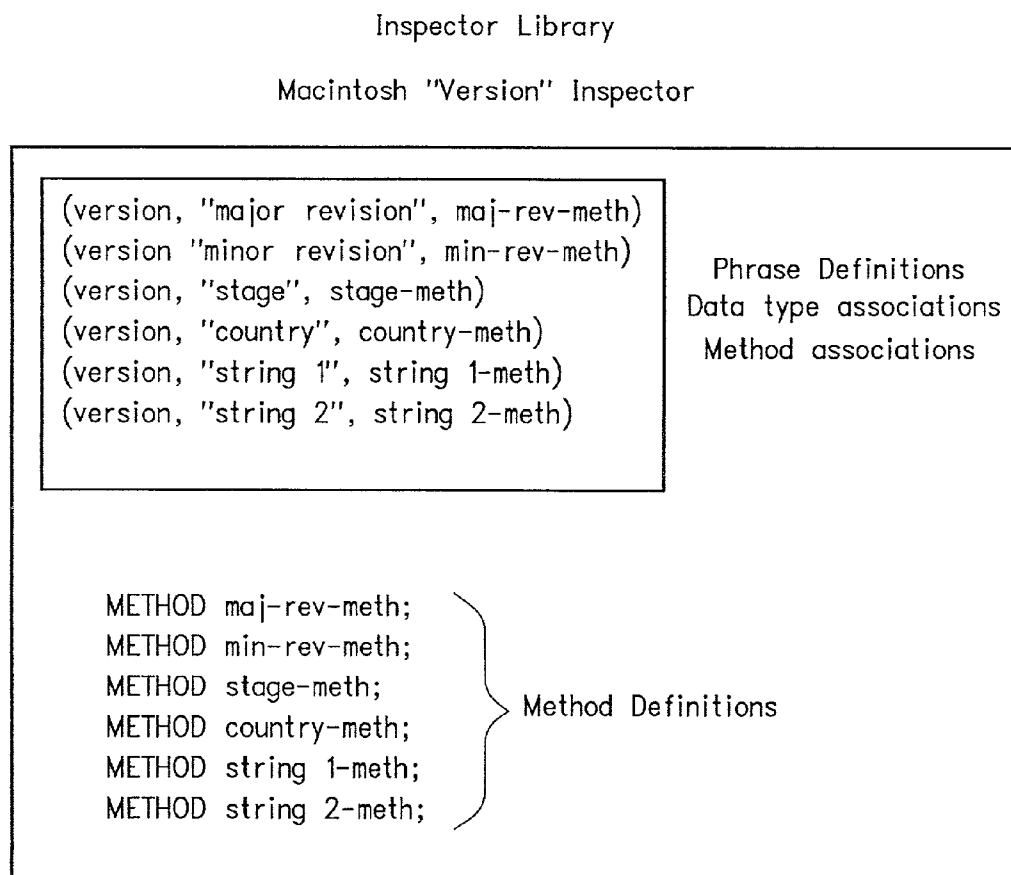 Inspector Library
Macintosh "Version" Inspector
(version, "major revision", maj-rev-meth)
(version "minor revision", min-rev-meth)
(version, "stage", stage-meth)
(version, "country", country-meth)
(version, "string 1", string 1-meth)
(version, "string 2", string 2-meth)
Phrase Definitions
Data type associations
Method associations
METHOD maj-rev-meth;
METHOD min-rev-meth;
METHOD stage-meth;
METHOD country-meth;
METHOD string 1-meth;
METHOD string 2-meth;
Method Definitions